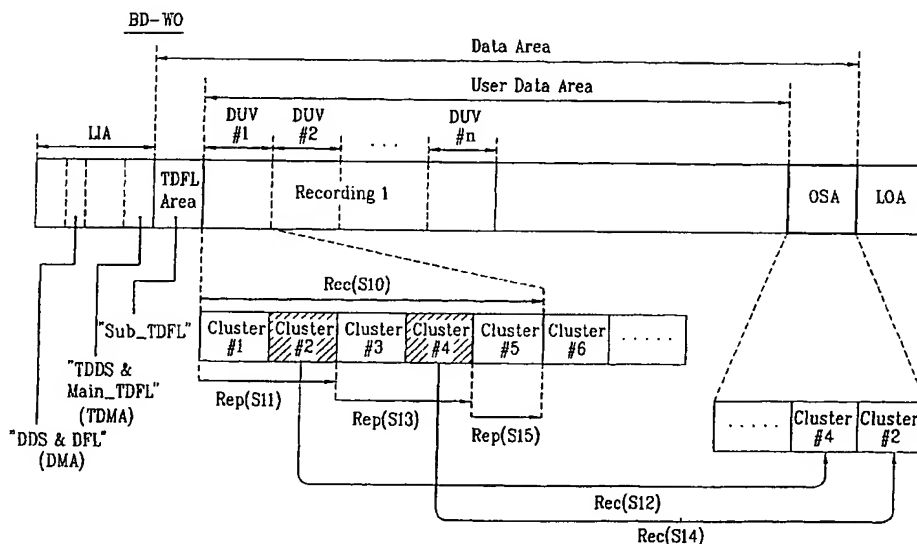 BD-WO
Data Area
User Data Area
DUV #1
DUV #2
. . . .
DUV #n
LIA
TDFL Area
Recording 1
OSA
LOA
Rec(S10)
"Sub_TDFL"
Cluster #1
Cluster #2
Cluster #3
Cluster #4
Cluster #5
Cluster #6
. . . . . .
"TDDS & Main_TDFL" (TDMA)
Rep(S11)
Rep(S13)
Rep(S15)
"DDS & DFL" (DMA)
. . . . .
Cluster #4
Cluster #2
Rec(S12)
Rec(S14)